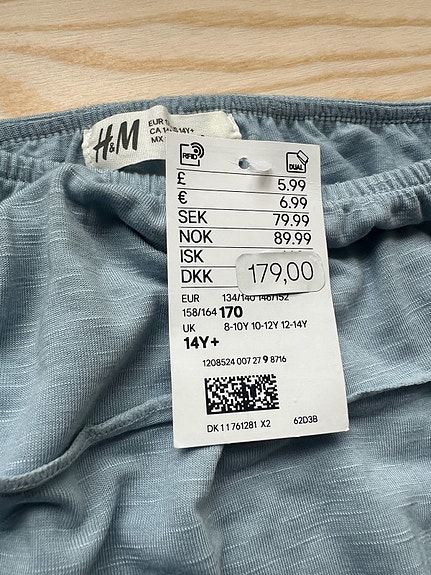 H&M
EUR
CA 14Y+
MX
RFID
DUAL
£ 5.99
€ 6.99
SEK 79.99
NOK 89.99
ISK
DKK 179,00
EUR 134/140 146/152
158/164 170
UK 8-10Y 10-12Y 12-14Y
14Y+
1208524 007 27 9 8716
DK 1 1 761281 X2 62D3B